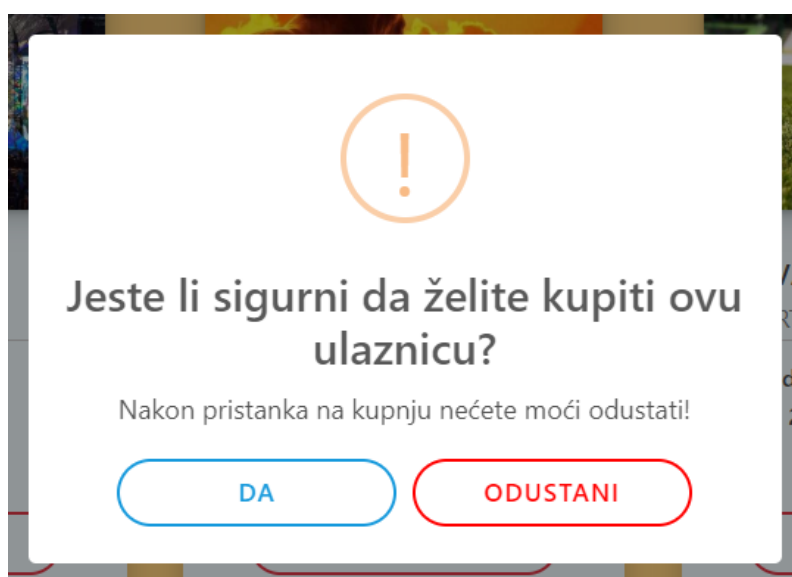 Jeste li sigurni da želite kupiti ovu
ulaznicu?
Nakon pristanka na kupnju nećete moći odustati!
DA
ODUSTANI